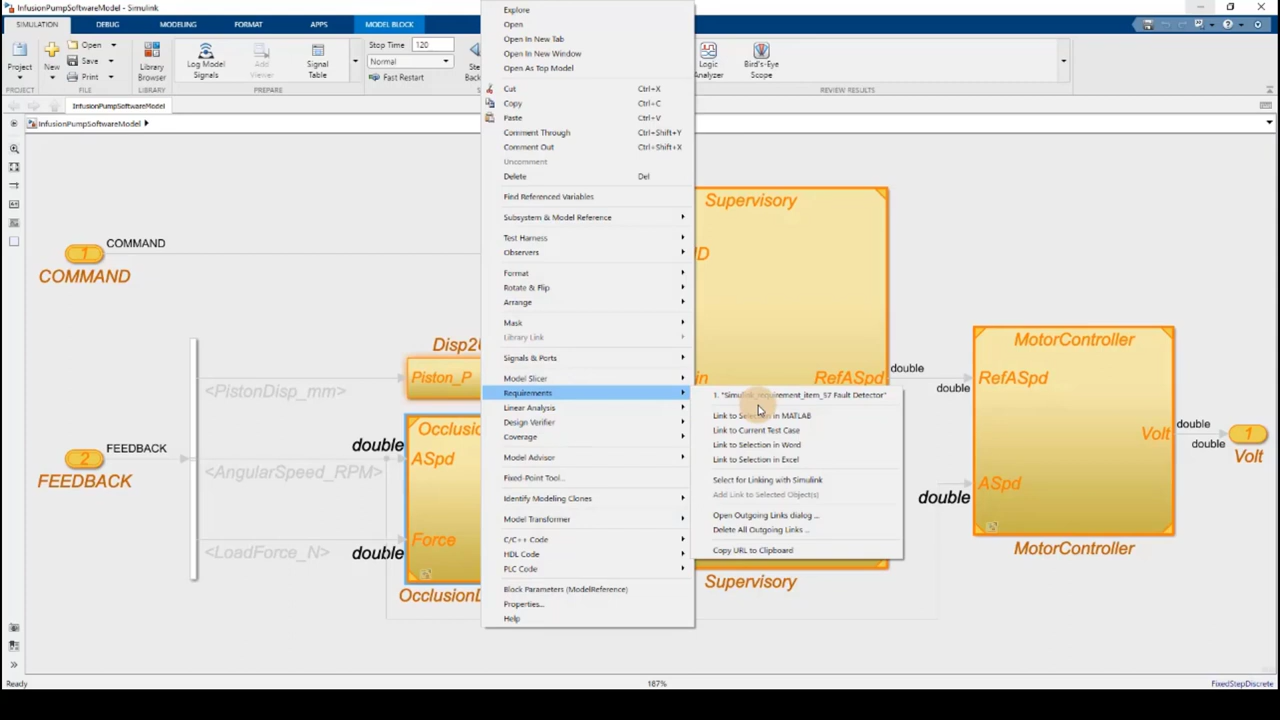 InfusionPumpSoftwareModel - Simulink
SIMULATION DEBUG MODELING FORMAT APPS MODEL BLOCK
Project
New
Open
Save
Print
Library
Browser
Log Model
Signals
Add
Viewer
Signal
Table
Stop Time 120
Normal
Fast Restart
Logic
Analyzer
Bird's-Eye
Scope
PROJECT FILE LIBRARY PREPARE REVIEW RESULTS
InfusionPumpSoftwareModel
InfusionPumpSoftwareModel
Explore
Open
Open In New Tab
Open In New Window
Open As Top Model
Cut Ctrl+X
Copy Ctrl+C
Paste Ctrl+V
Comment Through Ctrl+Shift+Y
Comment Out Ctrl+Shift+X
Uncomment
Delete Del
Find Referenced Variables
Subsystem & Model Reference
Test Harness
Observers
Format
Rotate & Flip
Arrange
Mask
Library Link
Signals & Ports
Model Slicer
Requirements
Linear Analysis
Design Verifier
Coverage
Model Advisor
Fixed-Point Tool...
Identify Modeling Clones
Model Transformer
C/C++ Code
HDL Code
PLC Code
Block Parameters (ModelReference)
Properties...
Help
1. "Simulink_requirement_item_37 Fault Detector"
Link to Selection in MATLAB
Link to Current Test Case
Link to Selection in Word
Link to Selection in Excel
Select for Linking with Simulink
Add Link to Selected Object(s)
Open Outgoing Links dialog ...
Delete All Outgoing Links ...
Copy URL to Clipboard
1
COMMAND
COMMAND
2
FEEDBACK
FEEDBACK
<PistonDisp_mm>
<AngularSpeed_RPM>
<LoadForce_N>
Piston_P
double
ASpd
double
Force
Supervisory
RefASpd
Supervisory
double
double
double
MotorController
RefASpd
Volt
ASpd
MotorController
double
double
1
Volt
Ready
187%
FixedStepDiscrete